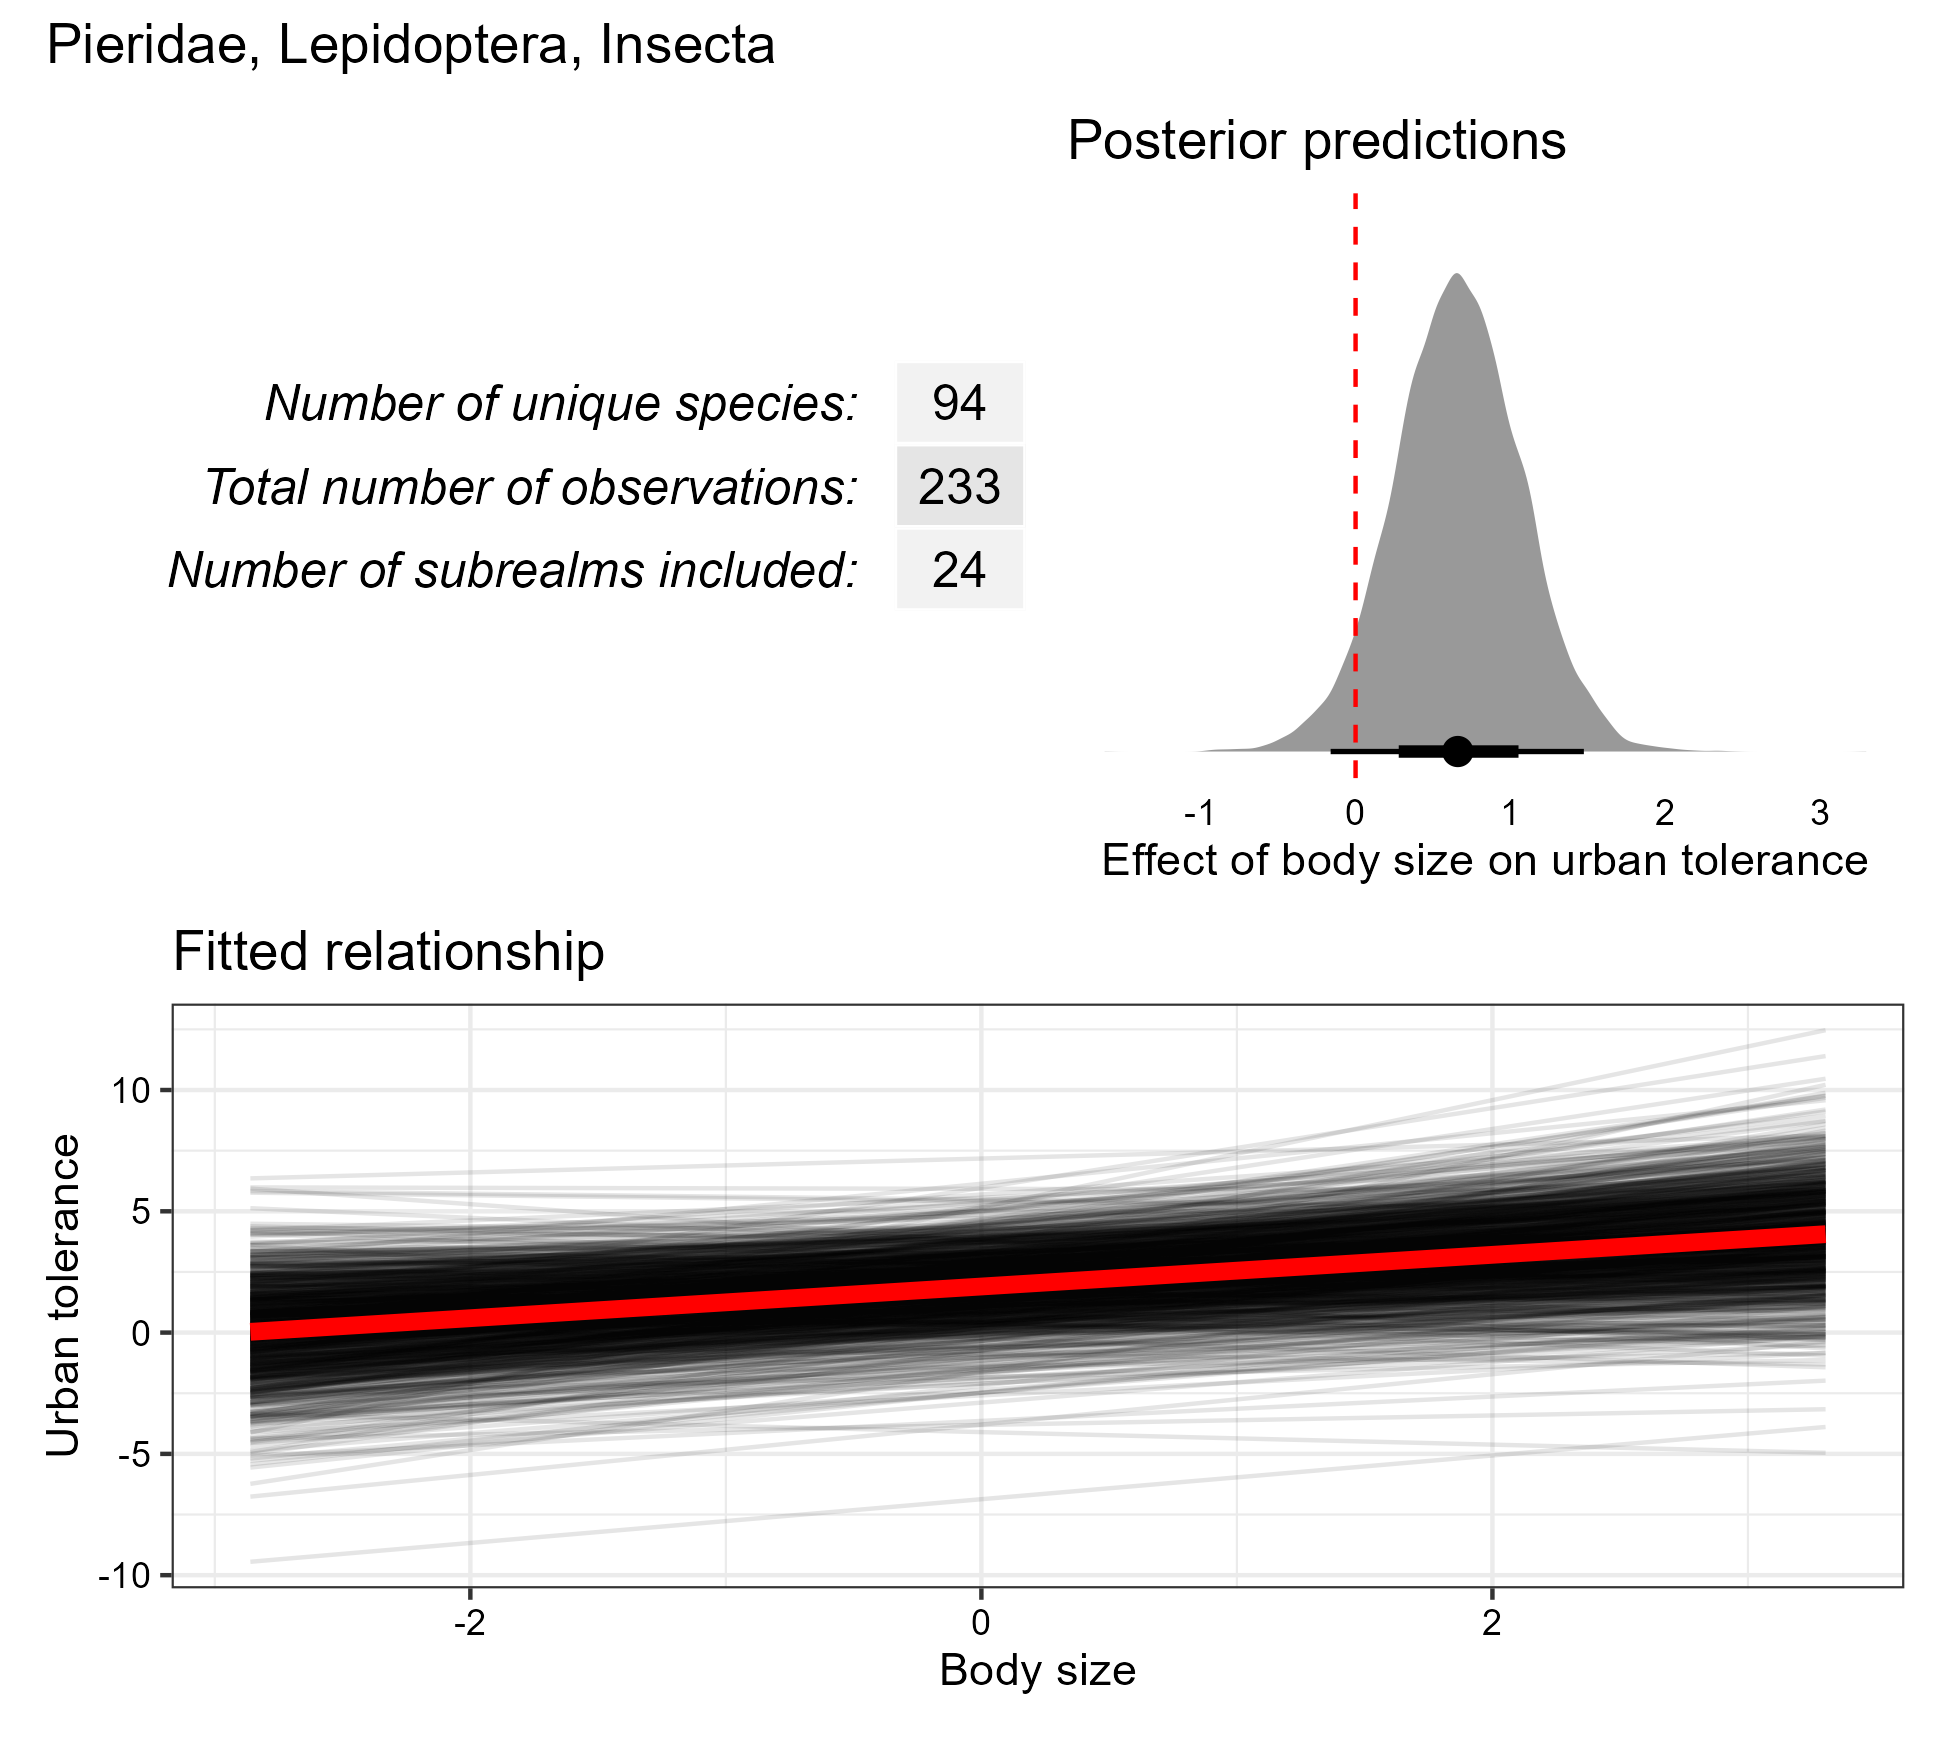 Pieridae, Lepidoptera, Insecta
Posterior predictions
Number of unique species: 94
Total number of observations: 233
Number of subrealms included: 24
-1 0 1 2 3
Effect of body size on urban tolerance
Fitted relationship
Urban tolerance
10
5
0
-5
-10
-2 0 2
Body size